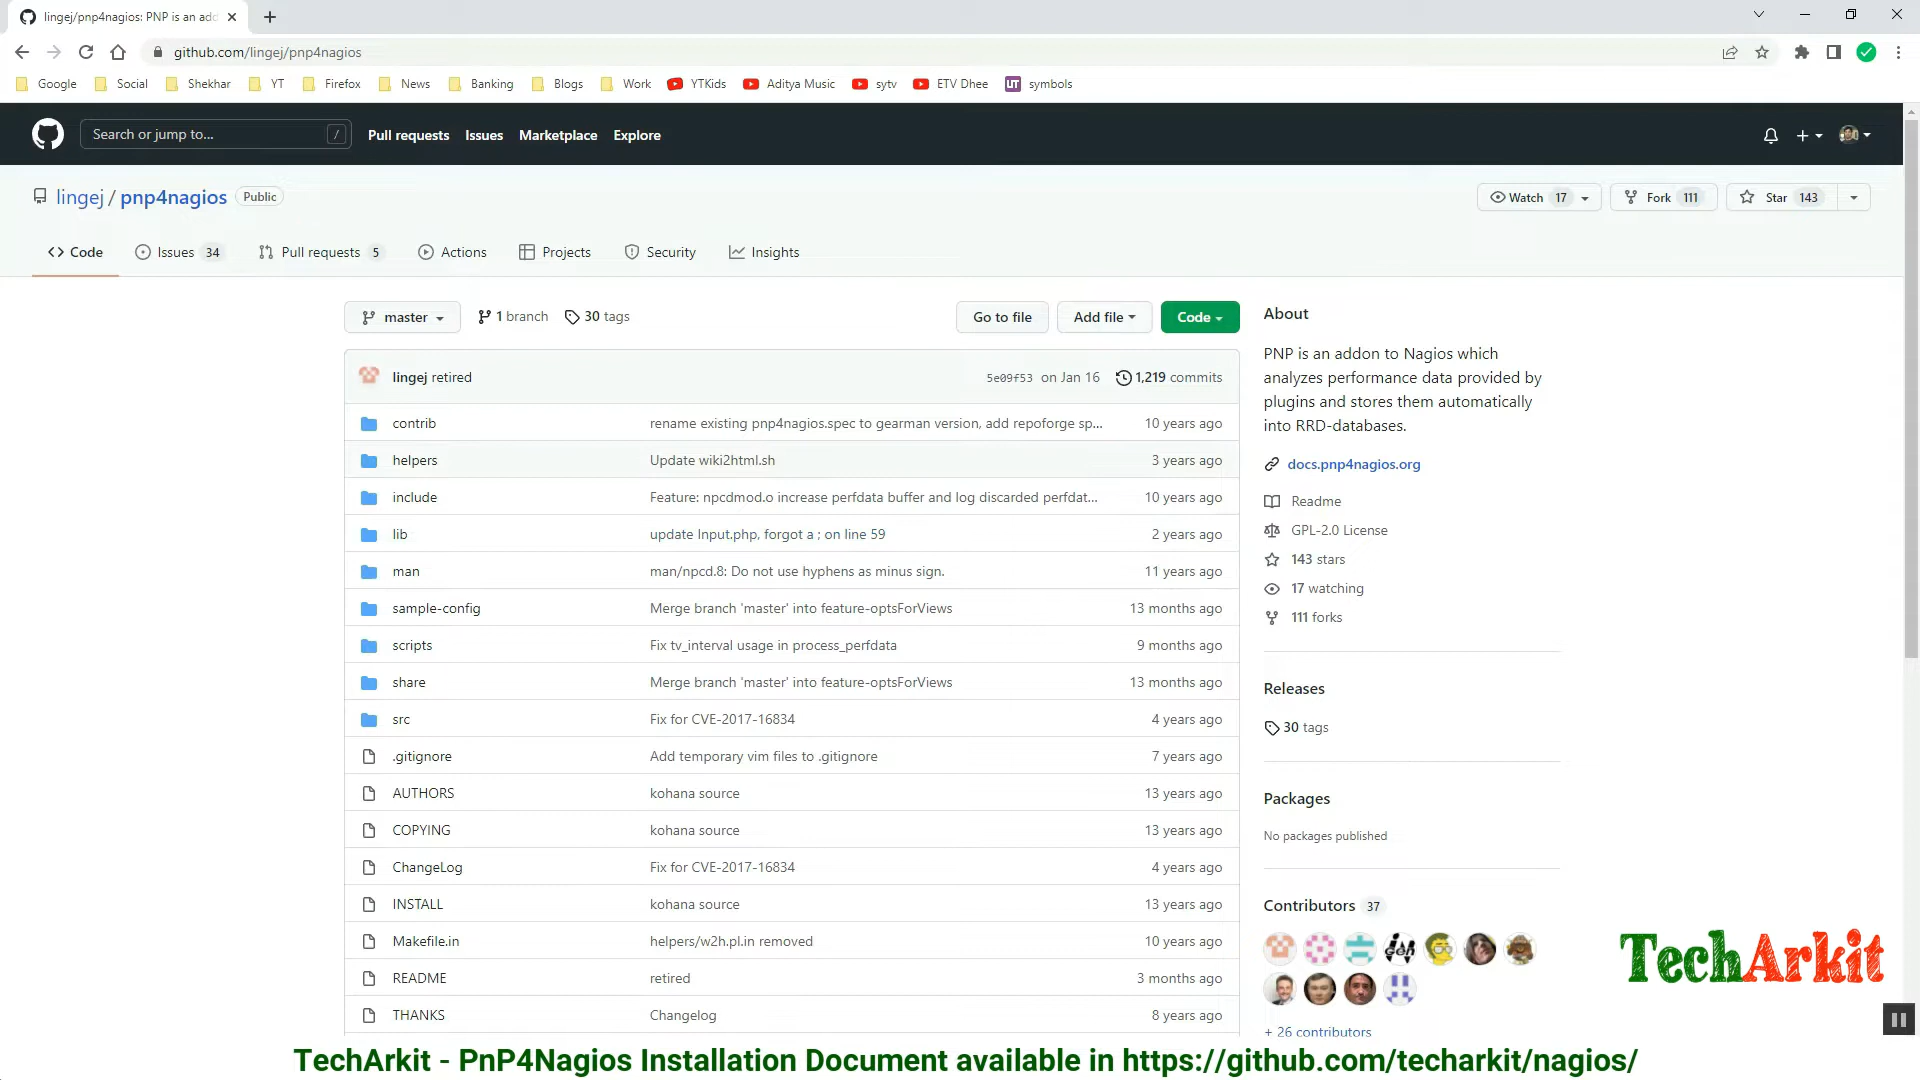 lingej/pnp4nagios: PNP is an add
github.com/lingej/pnp4nagios
Google Social Shekhar YT Firefox News Banking Blogs Work YTKids Aditya Music sytv ETV Dhee UT symbols
Search or jump to... / Pull requests Issues Marketplace Explore
lingej / pnp4nagios Public Watch 17 Fork 111 Star 143
Code Issues 34 Pull requests 5 Actions Projects Security Insights
master 1 branch 30 tags Go to file Add file Code
lingej retired 5e09f53 on Jan 16 1,219 commits
contrib rename existing pnp4nagios.spec to gearman version, add repoforge sp... 10 years ago
helpers Update wiki2html.sh 3 years ago
include Feature: npcdmod.o increase perfdata buffer and log discarded perfdat... 10 years ago
lib update Input.php, forgot a ; on line 59 2 years ago
man man/npcd.8: Do not use hyphens as minus sign. 11 years ago
sample-config Merge branch 'master' into feature-optsForViews 13 months ago
scripts Fix tv_interval usage in process_perfdata 9 months ago
share Merge branch 'master' into feature-optsForViews 13 months ago
src Fix for CVE-2017-16834 4 years ago
.gitignore Add temporary vim files to .gitignore 7 years ago
AUTHORS kohana source 13 years ago
COPYING kohana source 13 years ago
ChangeLog Fix for CVE-2017-16834 4 years ago
INSTALL kohana source 13 years ago
Makefile.in helpers/w2h.pl.in removed 10 years ago
README retired 3 months ago
THANKS Changelog 8 years ago
About
PNP is an addon to Nagios which
analyzes performance data provided by
plugins and stores them automatically
into RRD-databases.
docs.pnp4nagios.org
Readme
GPL-2.0 License
143 stars
17 watching
111 forks
Releases
30 tags
Packages
No packages published
Contributors 37
+ 26 contributors
TechArkit
TechArkit - PnP4Nagios Installation Document available in https://github.com/techarkit/nagios/